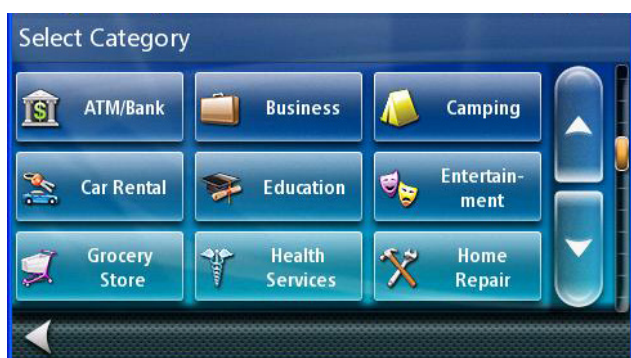 Select Category
ATM/Bank
Business
Camping
Car Rental
Education
Entertain-
ment
Grocery
Store
Health
Services
Home
Repair